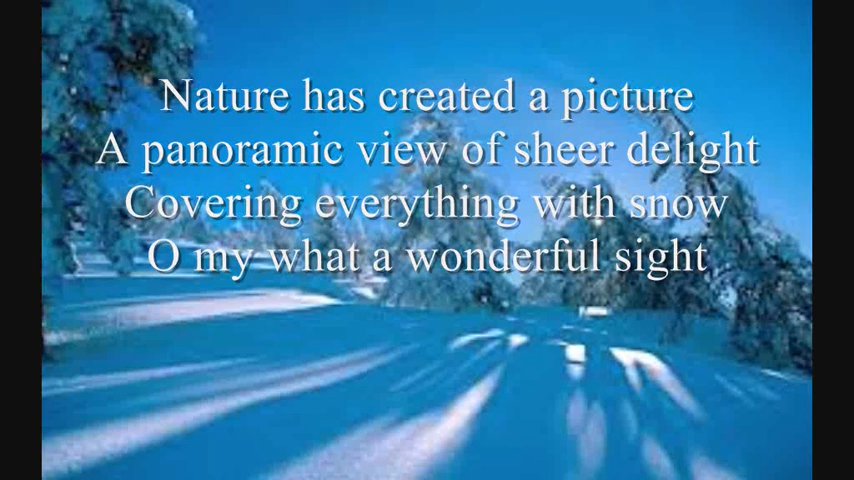 Nature has created a picture
A panoramic view of sheer delight
Covering everything with snow
O my what a wonderful sight